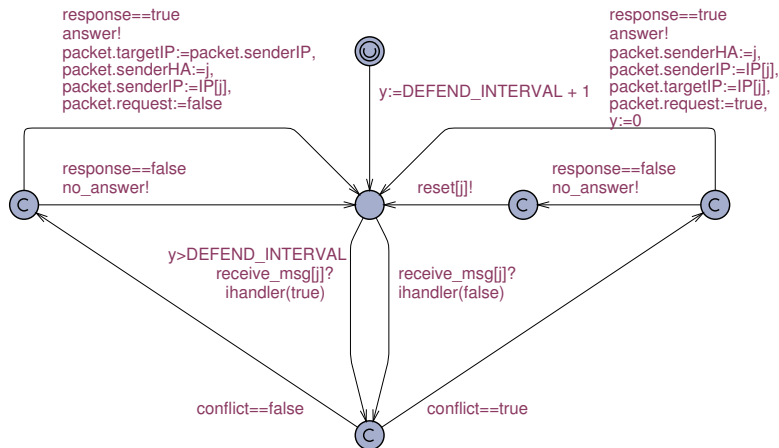 response==true
answer!
packet.targetIP:=packet.senderIP,
packet.senderHA:=j,
packet.senderIP:=IP[j],
packet.request:=false
y:=DEFEND_INTERVAL + 1
response==true
answer!
packet.senderHA:=j,
packet.senderIP:=IP[j],
packet.targetIP:=IP[j],
packet.request:=true,
y:=0
response==false
no_answer!
reset[j]!
response==false
no_answer!
C
C
C
y>DEFEND_INTERVAL
receive_msg[j]?
ihandler(true)
receive_msg[j]?
ihandler(false)
conflict==false
conflict==true
C